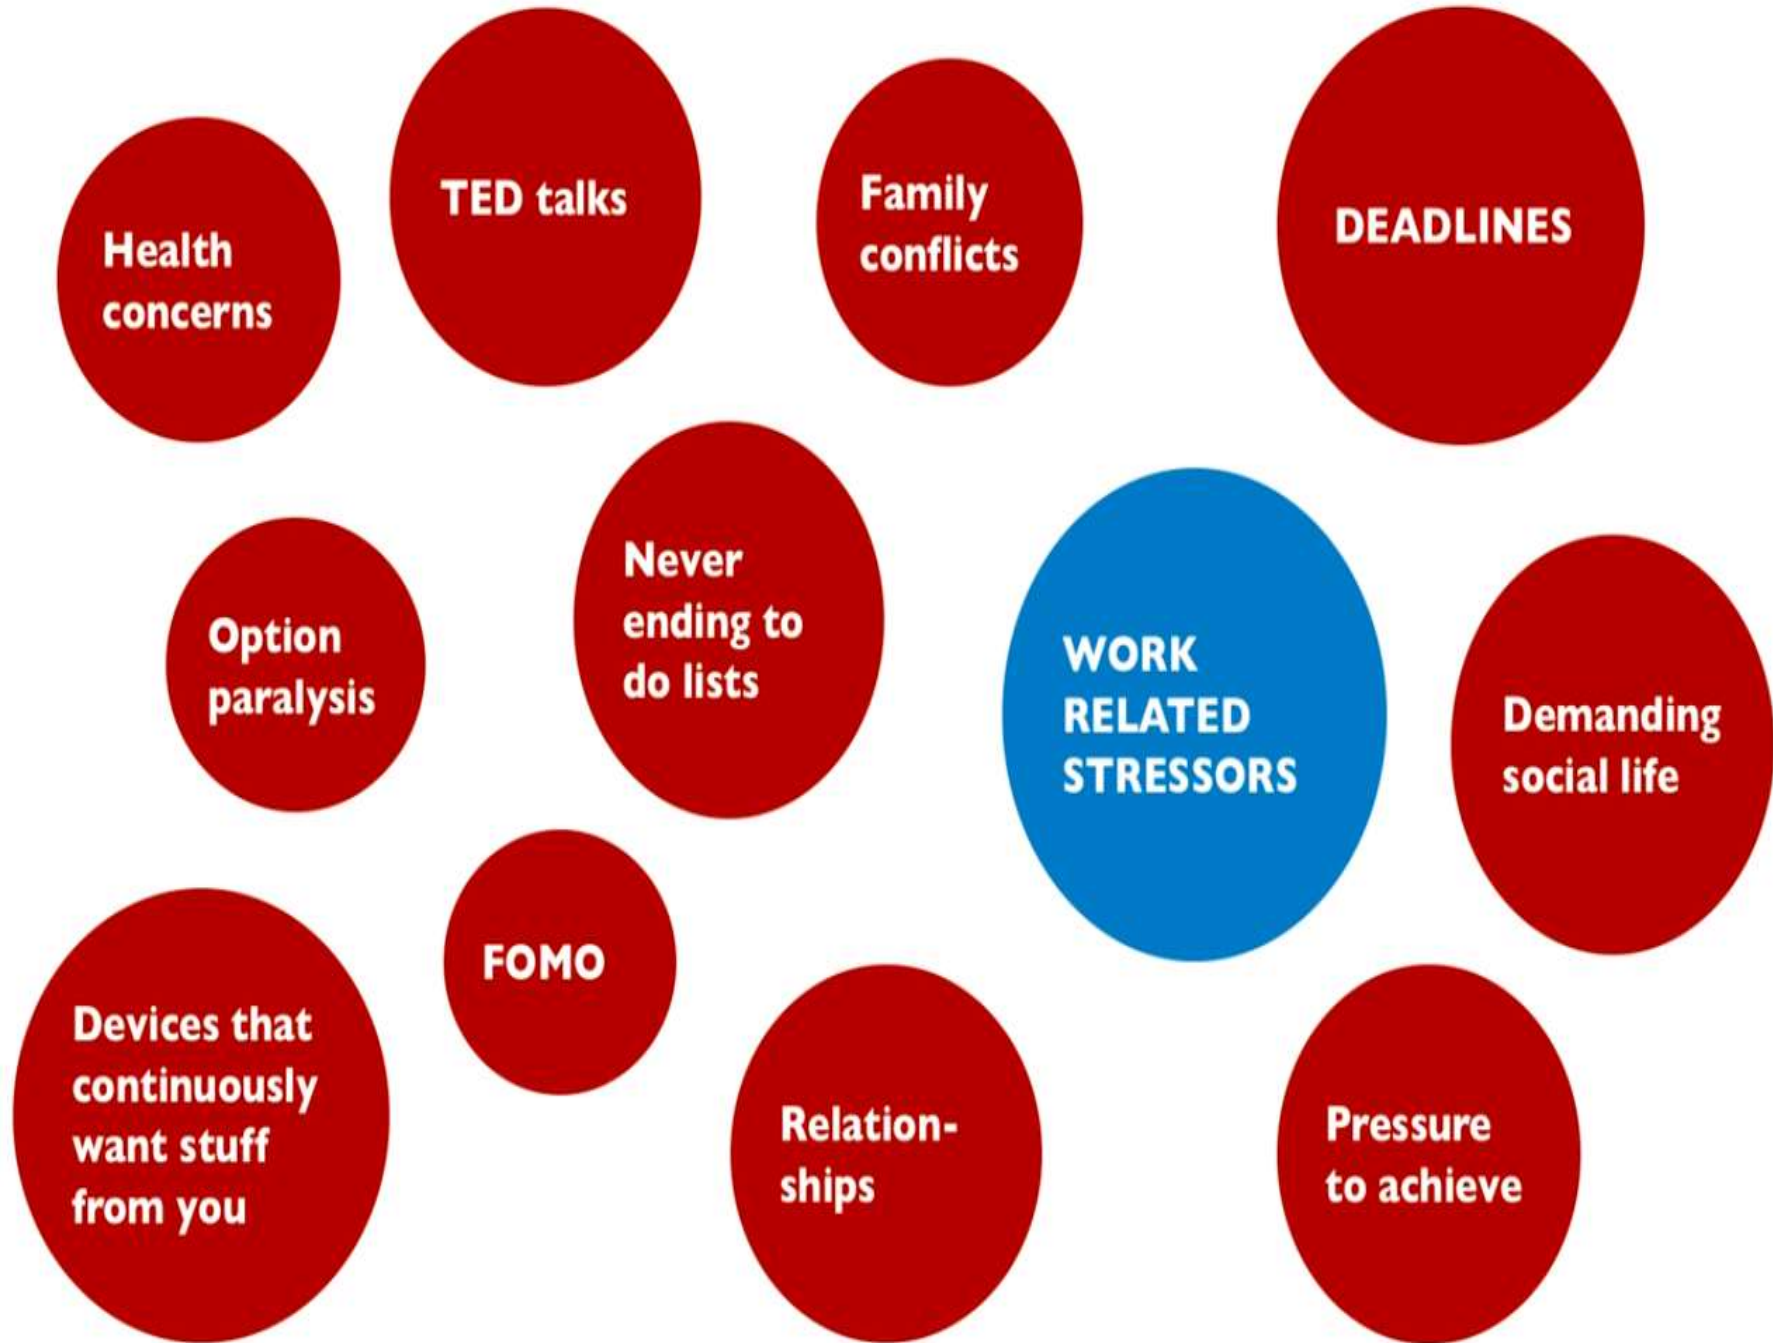 Health
concerns
TED talks
Family
conflicts
DEADLINES
Option
paralysis
Never
ending to
do lists
WORK
RELATED
STRESSORS
Demanding
social life
Devices that
continuously
want stuff
from you
FOMO
Relation-
ships
Pressure
to achieve